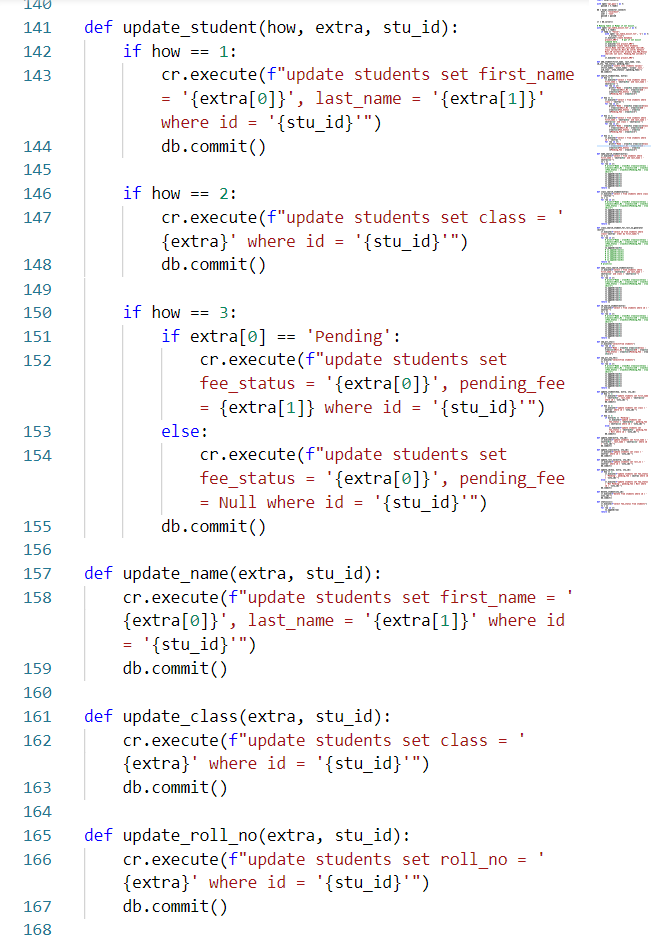 140
141 def update_student(how, extra, stu_id):
142 if how == 1:
143 cr.execute(f"update students set first_name
= '{extra[0]}', last_name = '{extra[1]}'
where id = '{stu_id}'")
144 db.commit()
145
146 if how == 2:
147 cr.execute(f"update students set class = '
{extra}' where id = '{stu_id}'")
148 db.commit()
149
150 if how == 3:
151 if extra[0] == 'Pending':
152 cr.execute(f"update students set
fee_status = '{extra[0]}', pending_fee
= {extra[1]} where id = '{stu_id}'")
153 else:
154 cr.execute(f"update students set
fee_status = '{extra[0]}', pending_fee
= Null where id = '{stu_id}'")
155 db.commit()
156
157 def update_name(extra, stu_id):
158 cr.execute(f"update students set first_name = '
{extra[0]}', last_name = '{extra[1]}' where id
= '{stu_id}'")
159 db.commit()
160
161 def update_class(extra, stu_id):
162 cr.execute(f"update students set class = '
{extra}' where id = '{stu_id}'")
163 db.commit()
164
165 def update_roll_no(extra, stu_id):
166 cr.execute(f"update students set roll_no = '
{extra}' where id = '{stu_id}'")
167 db.commit()
168